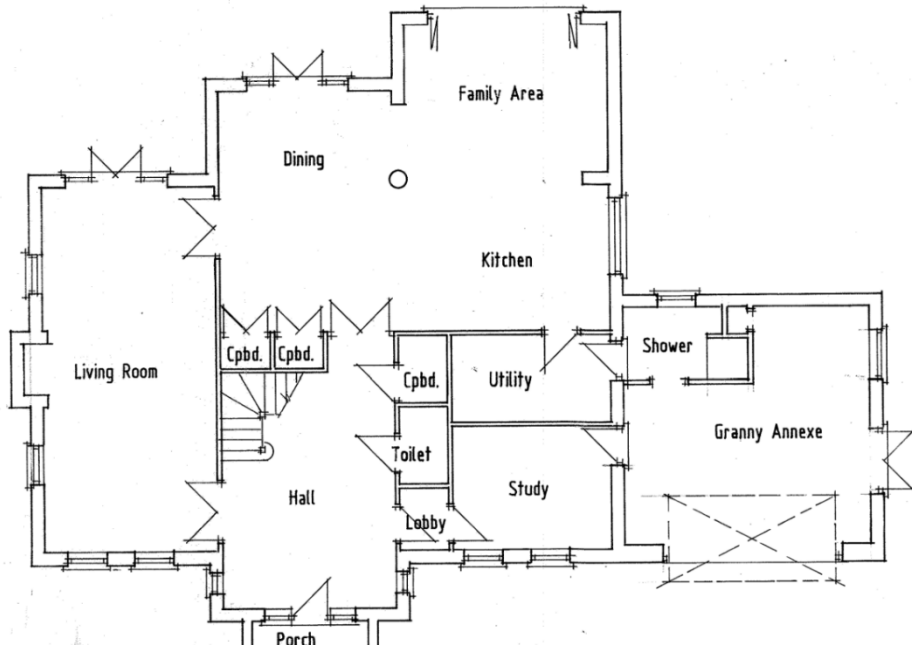 Family Area
Dining
Kitchen
Cpbd.
Cpbd.
Shower
Living Room
Cpbd.
Utility
Granny Annexe
Toilet
Study
Hall
Lobby
Porch